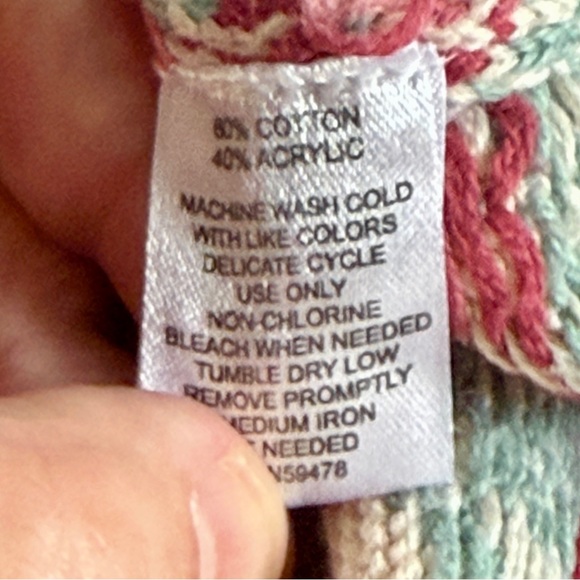 60% COTTON
40% ACRYLIC
MACHINE WASH COLD
WITH LIKE COLORS
DELICATE CYCLE
USE ONLY
NON-CHLORINE
BLEACH WHEN NEEDED
TUMBLE DRY LOW
REMOVE PROMPTLY
MEDIUM IRON
NEEDED
N59478